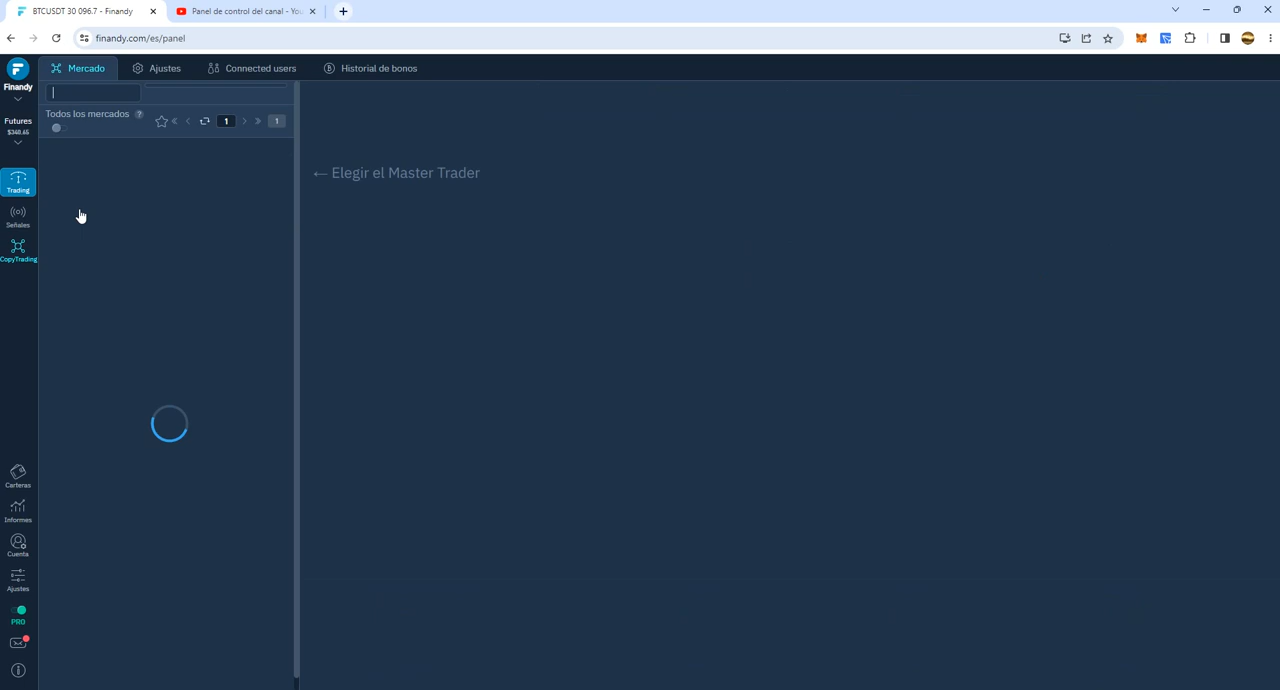 BTCUSDT 30 096.7 - Finandy
Panel de control del canal - You
finandy.com/es/panel
Finandy
Mercado
Ajustes
Connected users
Historial de bonos
Todos los mercados
1
1
Futures
$340.65
← Elegir el Master Trader
Trading
Señales
CopyTrading
Carteras
Informes
Cuenta
Ajustes
PRO